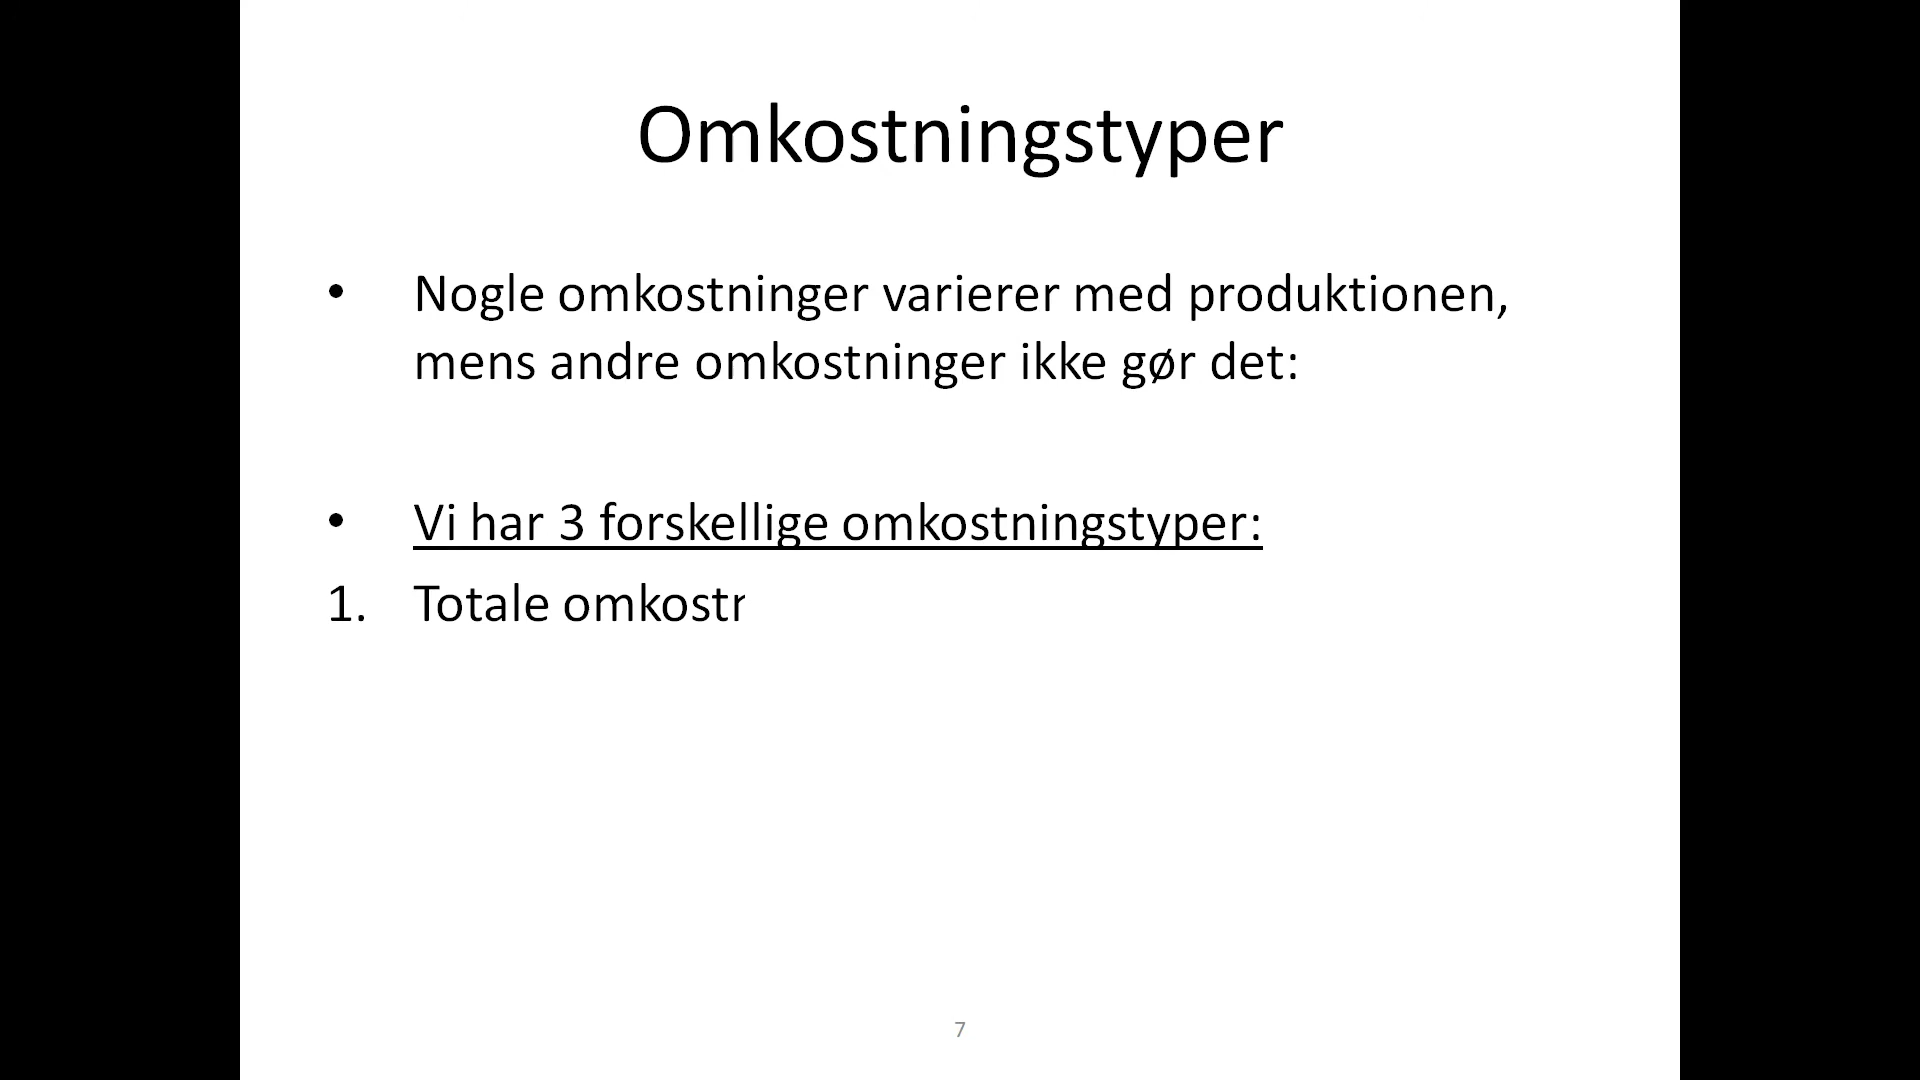 Omkostningstyper
• Nogle omkostninger varierer med produktionen,
mens andre omkostninger ikke gør det:
• Vi har 3 forskellige omkostningstyper:
1. Totale
7